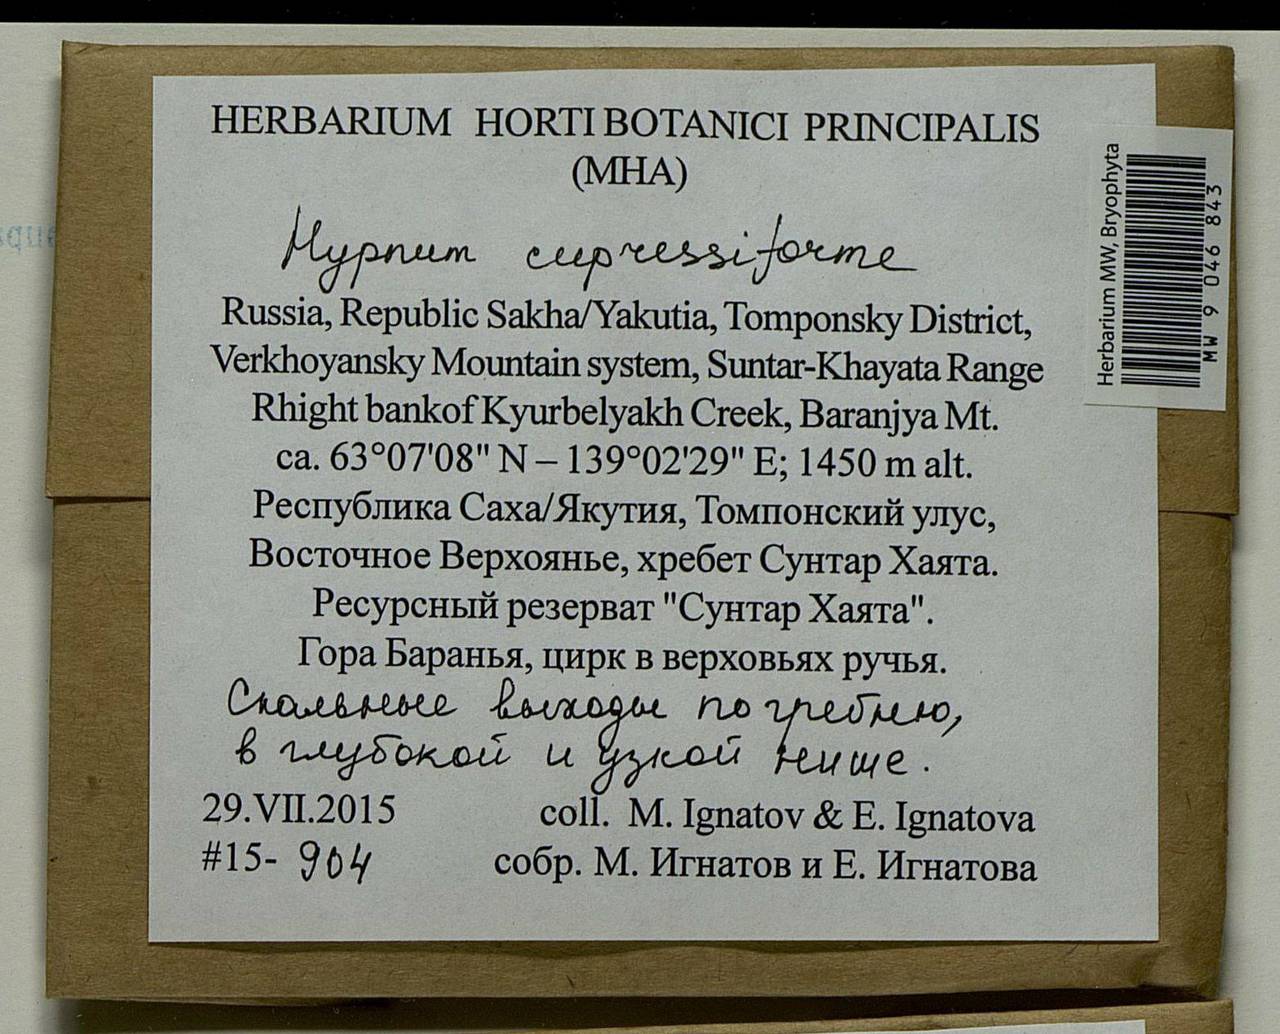 HERBARIUM HORTI BOTANICI PRINCIPALIS
(MHA)
Hypnum cupressiforme
Russia, Republic Sakha/Yakutia, Tomponsky District,
Verkhoyansky Mountain system, Suntar-Khayata Range
Rhight bankof Kyurbelyakh Creek, Baranjya Mt.
ca. 63°07'08" N – 139°02'29" E; 1450 m alt.
Республика Саха/Якутия, Томпонский улус,
Восточное Верхоянье, хребет Сунтар Хаята.
Ресурсный резерват "Сунтар Хаята".
Гора Баранья, цирк в верховьях ручья.
Скальные выходы по гребню,
в глубокой и узкой нише.
29.VII.2015 coll. M. Ignatov & E. Ignatova
#15- 904 собр. М. Игнатов и Е. Игнатова
Herbarium MW, Bryophyta
MW 9 046 843